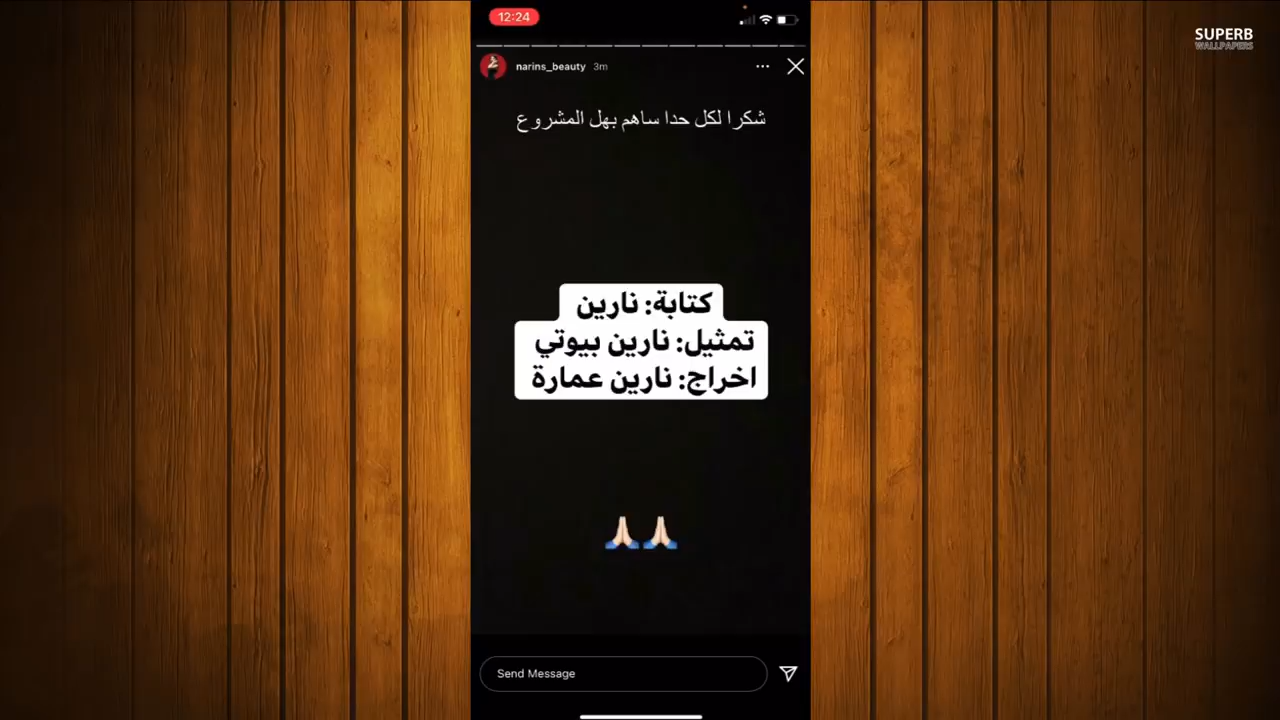 12:24
SUPERB
WALLPAPERS
narins_beauty 3m
شكرا لكل حدا ساهم بهل المشروع
كتابة: نارين
تمثيل: نارين بيوتي
اخراج: نارين عمارة
🙏🏻🙏🏻
Send Message